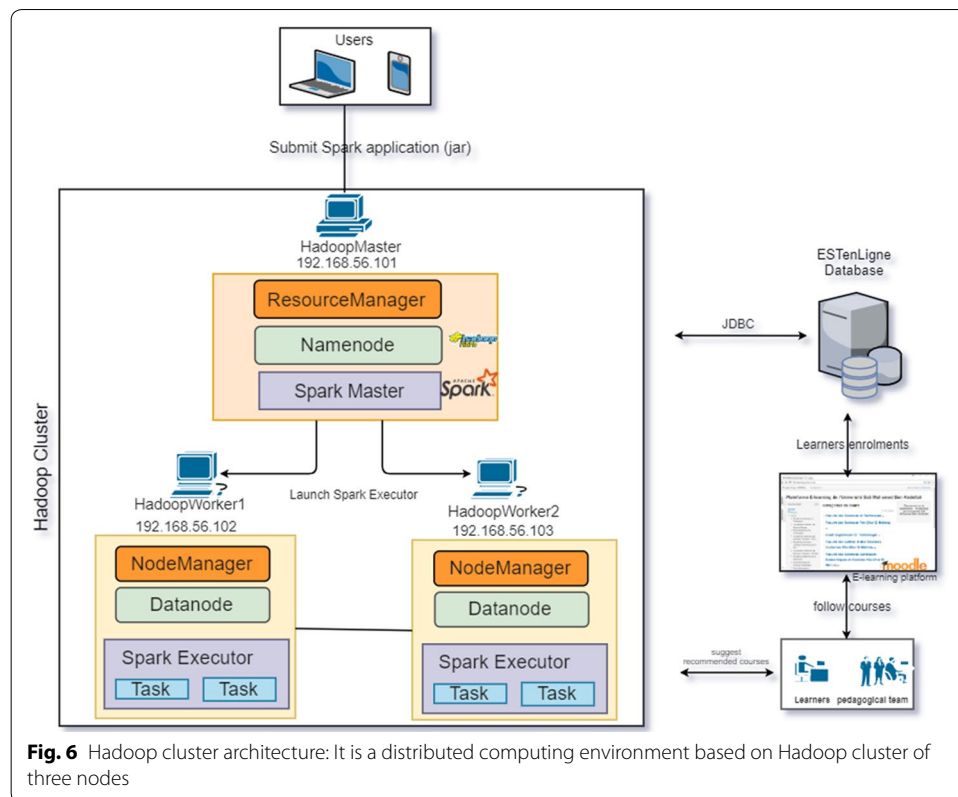 Users
Submit Spark application (jar)
HadoopMaster
192.168.56.101
ResourceManager
Namenode
Spark Master
APACHE
Spark
Hadoop Cluster
HadoopWorker1
192.168.56.102
Launch Spark Executor
HadoopWorker2
192.168.56.103
NodeManager
Datanode
Spark Executor
Task Task
NodeManager
Datanode
Spark Executor
Task Task
ESTenLigne
Database
JDBC
Learners enrolments
moodle
E-learning platform
follow courses
suggest
recommended courses
Learners pedagogical team
Fig. 6 Hadoop cluster architecture: It is a distributed computing environment based on Hadoop cluster of
three nodes